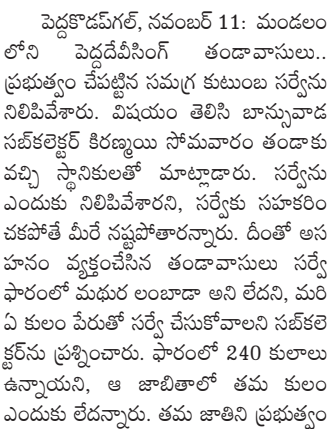 పెద్దకొడప్‌గల్, నవంబర్ 11: మండలం
లోని పెద్దదేవీసింగ్ తండావాసులు..
ప్రభుత్వం చేపట్టిన సమగ్ర కుటుంబ సర్వేను
నిలిపివేశారు. విషయం తెలిసి బాన్సువాడ
సబ్‌కలెక్టర్ కిరణ్మయి సోమవారం తండాకు
వచ్చి స్థానికులతో మాట్లాడారు. సర్వేను
ఎందుకు నిలిపివేశారని, సర్వేకు సహకరిం
చకపోతే మీరే నష్టపోతారన్నారు. దీంతో అస
హనం వ్యక్తంచేసిన తండావాసులు సర్వే
ఫారంలో మథుర లంబాడా అని లేదని, మరి
ఏ కులం పేరుతో సర్వే చేసుకోవాలని సబ్‌కలె
క్టర్‌ను ప్రశ్నించారు. ఫారంలో 240 కులాలు
ఉన్నాయని, ఆ జాబితాలో తమ కులం
ఎందుకు లేదన్నారు. తమ జాతిని ప్రభుత్వం